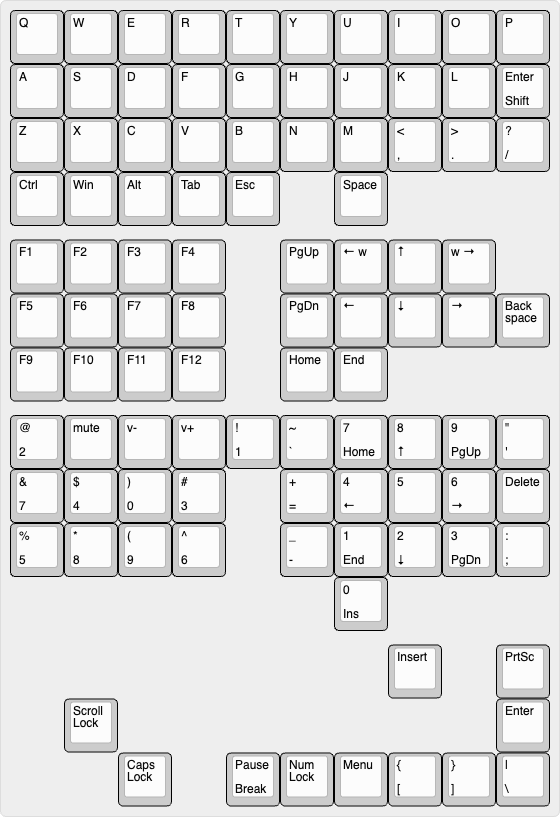 Q W E R T Y U I O P
A S D F G H J K L Enter
Shift
Z X C V B N M < > ?
, . /
Ctrl Win Alt Tab Esc Space
F1 F2 F3 F4 PgUp ← w ↑ w →
F5 F6 F7 F8 PgDn ← ↓ → Back
space
F9 F10 F11 F12 Home End
@ mute v- v+ ! ~ 7 8 9 "
2 1 ` Home ↑ PgUp '
& $ ) # + 4 5 6 Delete
7 4 0 3 = ← →
% * ( ^ _ 1 2 3 :
5 8 9 6 - End ↓ PgDn ;
0
Ins
Insert PrtSc
Scroll Enter
Lock
Caps Pause Num Menu { } |
Lock Break Lock [ ] \